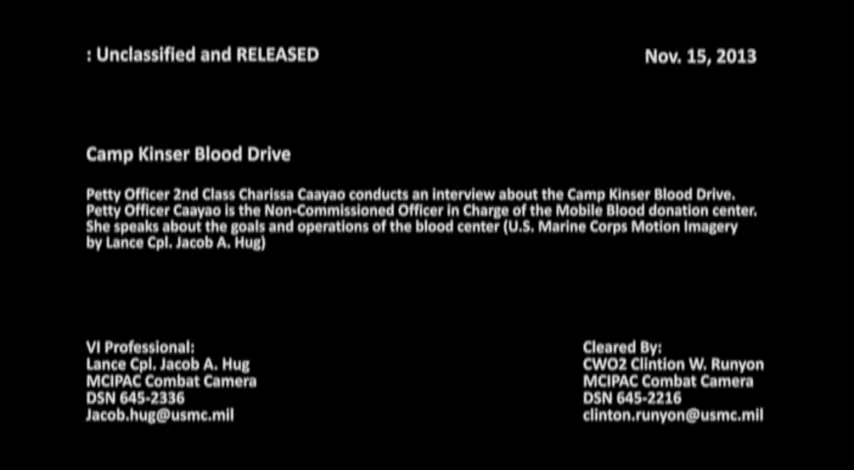 : Unclassified and RELEASED
Nov. 15, 2013
Camp Kinser Blood Drive
Petty Officer 2nd Class Charissa Caayao conducts an interview about the Camp Kinser Blood Drive.
Petty Officer Caayao is the Non-Commissioned Officer in Charge of the Mobile Blood donation center.
She speaks about the goals and operations of the blood center (U.S. Marine Corps Motion Imagery
by Lance Cpl. Jacob A. Hug)
VI Professional:
Lance Cpl. Jacob A. Hug
MCIPAC Combat Camera
DSN 645-2336
Jacob.hug@usmc.mil
Cleared By:
CWO2 Clintion W. Runyon
MCIPAC Combat Camera
DSN 645-2216
clinton.runyon@usmc.mil